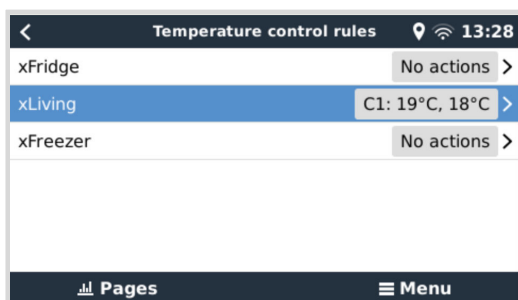 Temperature control rules 13:28
xFridge No actions
xLiving C1: 19°C, 18°C
xFreezer No actions
Pages Menu